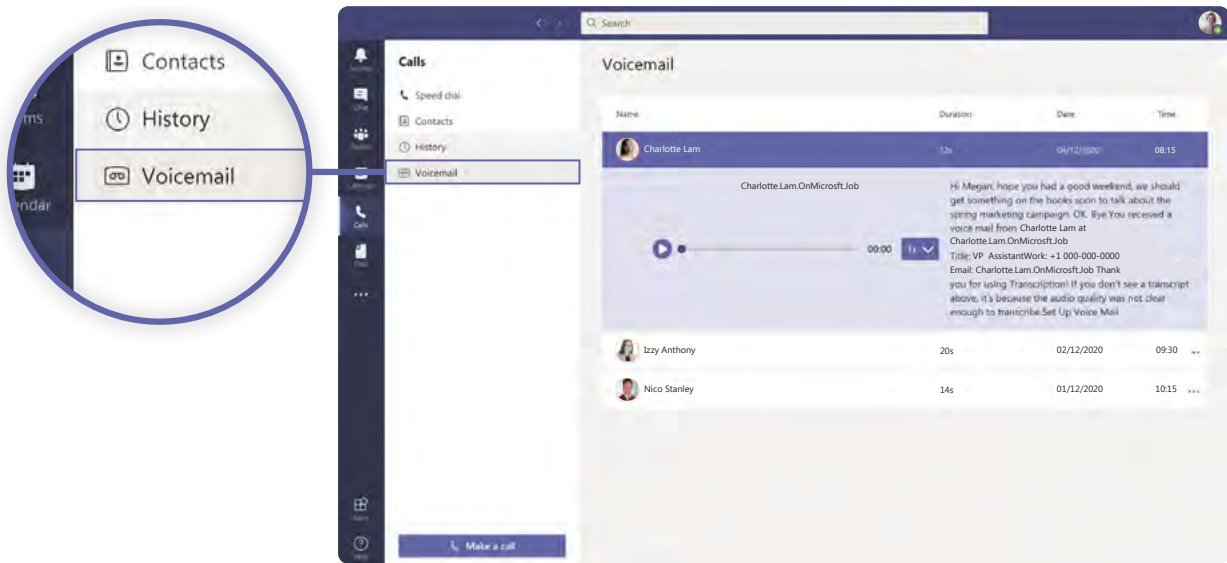 Contacts
ms
History
Voicemail
endar
Search
Calls
Calls
Speed dial
Contacts
History
Voicemail
Make a call
Help
Voicemail
Name Duration Date Time
Charlotte Lam 12s 04/12/2020 08:15
Charlotte.Lam.OnMicrosft.Job
00:00
1x
Hi Megan, hope you had a good weekend, we should
get something on the books soon to talk about the
spring marketing campaign. OK. Bye.You received a
voice mail from Charlotte Lam at
Charlotte.Lam.OnMicrosft.Job
Title: VP AssistantWork: +1 000-000-0000
Email: Charlotte.Lam.OnMicrosft.Job Thank
you for using Transcription! If you don't see a transcript
above, it's because the audio quality was not clear
enough to transcribe.Set Up Voice Mail
Izzy Anthony 20s 02/12/2020 09:30
Nico Stanley 14s 01/12/2020 10:15